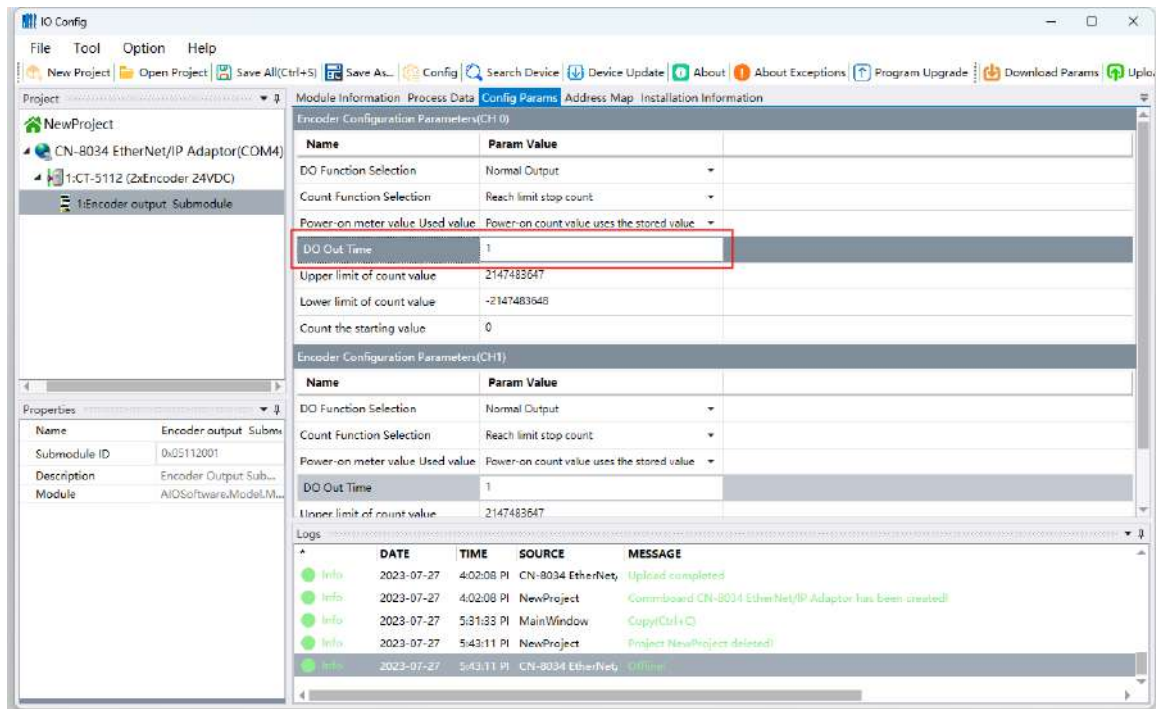 IO Config
File Tool Option Help
New Project Open Project Save All(Ctrl+S) Save As... Config Search Device Device Update About About Exceptions Program Upgrade Download Params Uplo
Project
NewProject
CN-8034 EtherNet/IP Adaptor(COM4)
1:CT-5112 (2xEncoder 24VDC)
1:Encoder output Submodule
Properties
Name Encoder output Subm
Submodule ID 0x05112001
Description Encoder Output Sub...
Module AIOSoftware.Model.M...
Module Information Process Data Config Params Address Map Installation Information
Encoder Configuration Parameters(CH 0)
Name Param Value
DO Function Selection Normal Output
Count Function Selection Reach limit stop count
Power-on meter value Used value Power-on count value uses the stored value
DO Out Time 1
Upper limit of count value 2147483647
Lower limit of count value -2147483648
Count the starting value 0
Encoder Configuration Parameters(CH1)
Name Param Value
DO Function Selection Normal Output
Count Function Selection Reach limit stop count
Power-on meter value Used value Power-on count value uses the stored value
DO Out Time 1
Upper limit of count value 2147483647
Logs
DATE TIME SOURCE MESSAGE
Info 2023-07-27 4:02:08 PI CN-8034 EtherNet, Upload completed
Info 2023-07-27 4:02:08 PI NewProject Commboard CN-8034 EtherNet/IP Adaptor has been created!
Info 2023-07-27 5:31:33 PI MainWindow Copy(Ctrl+C)
Info 2023-07-27 5:43:11 PI NewProject Project NewProject deleted!
Info 2023-07-27 5:43:11 PI CN-8034 EtherNet, Offline